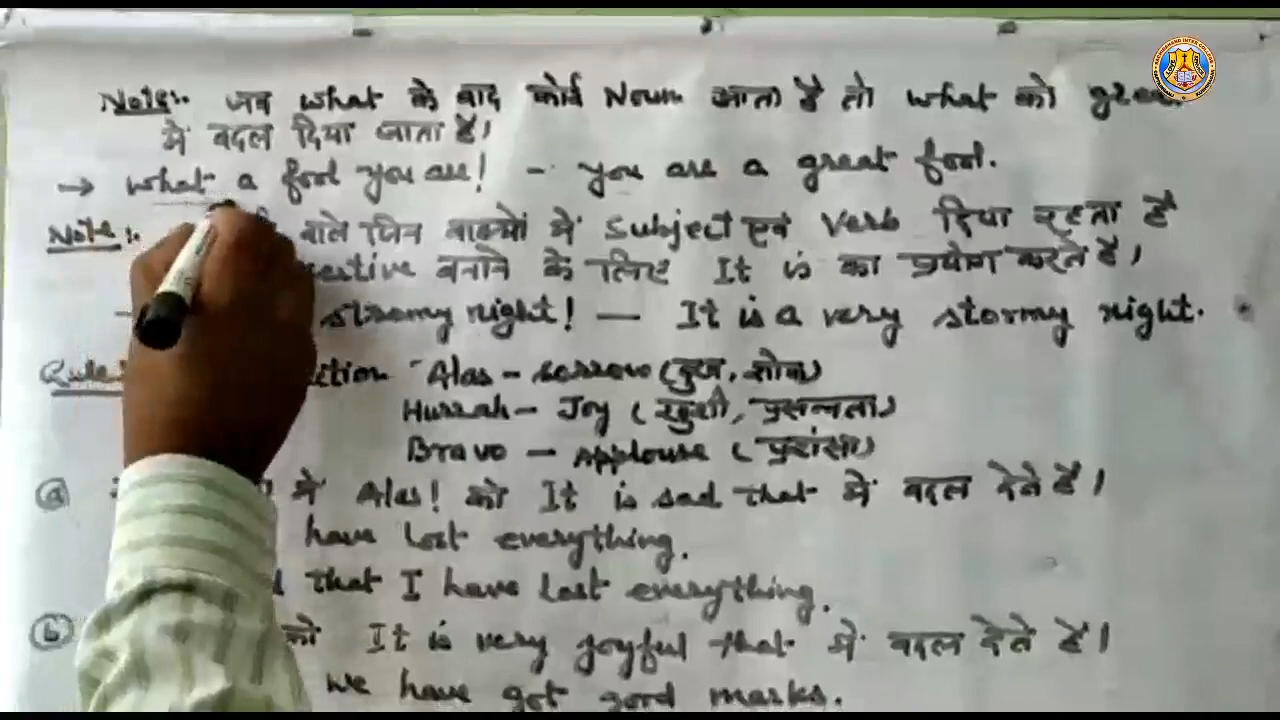 Note:- जब what के बाद कोई Noun आता है तो what को
में बदल दिया जाता है।
→ what a fool you are! - you are a great fool.
Note:- वाले जिन वाक्यों में Subject एवं Verb दिया रहता है
बनाने के लिए It is का प्रयोग करते है।
stromy night! — It is a very stormy night.
Alas - sorrow (दुख, शोक)
Hurrah - Joy (खुशी, प्रसन्नता)
Bravo - Applouse (प्रशंसा)
(a) में Alas! को It is sad that में बदल देते है।
have lost everything.
that I have lost everything.
(b) को It is very joyful that में बदल देते है।
we have got good marks.